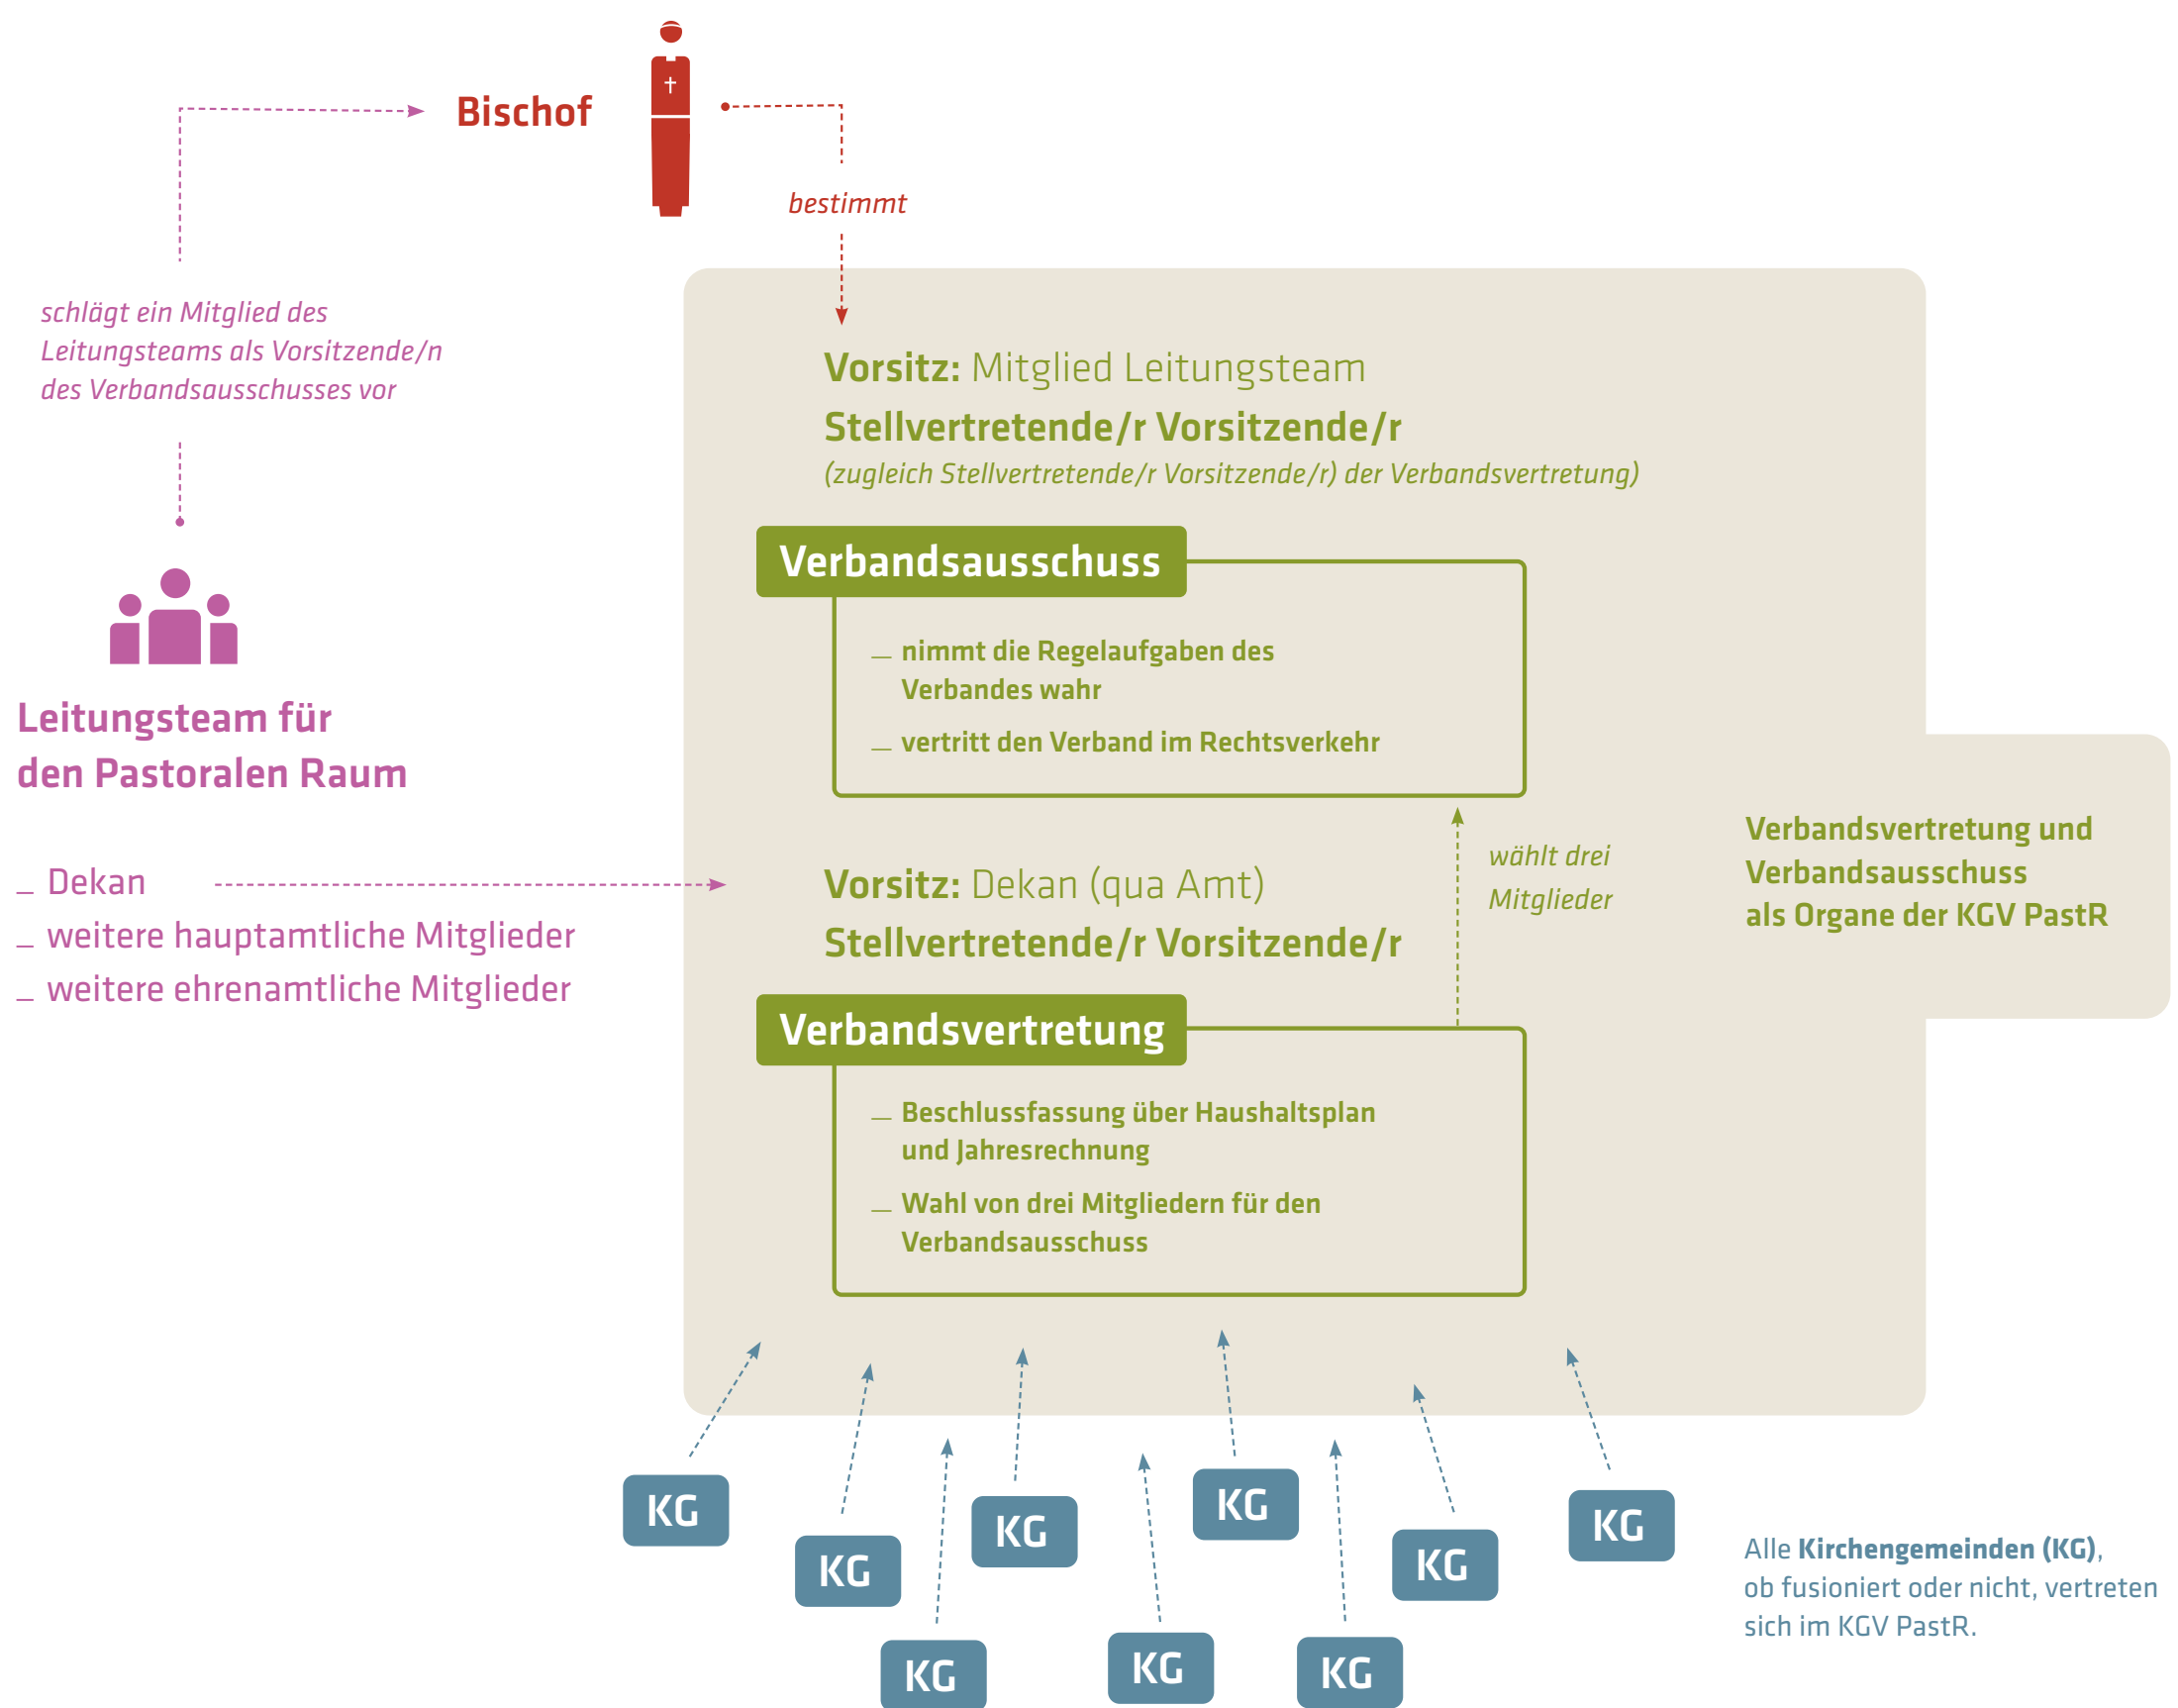 Bischof
bestimmt
schlägt ein Mitglied des
Leitungsteams als Vorsitzende/n
des Verbandsausschusses vor
Leitungsteam für
den Pastoralen Raum
_ Dekan
_ weitere hauptamtliche Mitglieder
_ weitere ehrenamtliche Mitglieder
Vorsitz: Mitglied Leitungsteam
Stellvertretende/r Vorsitzende/r
(zugleich Stellvertretende/r Vorsitzende/r) der Verbandsvertretung)
Verbandsausschuss
_ nimmt die Regelaufgaben des
Verbandes wahr
_ vertritt den Verband im Rechtsverkehr
Vorsitz: Dekan (qua Amt)
Stellvertretende/r Vorsitzende/r
wählt drei
Mitglieder
Verbandsvertretung
_ Beschlussfassung über Haushaltsplan
und Jahresrechnung
_ Wahl von drei Mitgliedern für den
Verbandsausschuss
Verbandsvertretung und
Verbandsausschuss
als Organe der KGV PastR
KG
KG
KG
KG
KG
KG
KG
KG
KG
Alle Kirchengemeinden (KG),
ob fusioniert oder nicht, vertreten
sich im KGV PastR.